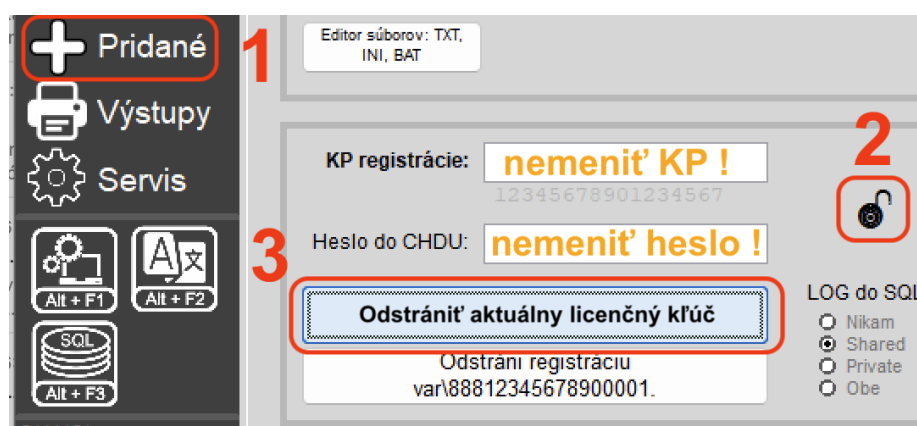 Pridané
1
Výstupy
Servis
Alt + F1
A
Alt + F2
SQL
Alt + F3
Editor súborov: TXT,
INI, BAT
KP registrácie:
nemeniť KP !
12345678901234567
2
Heslo do CHDU:
nemeniť heslo !
3
Odstrániť aktuálny licenčný kľúč
Odstráni registráciu
var\88812345678900001.
LOG do SQL
Nikam
Shared
Private
Obe